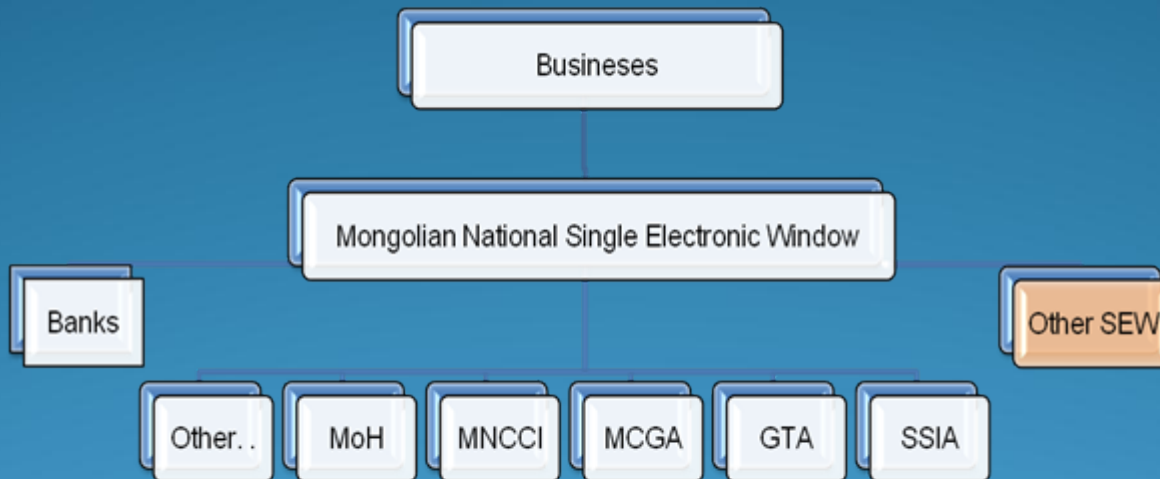 Busineses
Mongolian National Single Electronic Window
Banks
Other SEW
Other. .
MoH
MNCCI
MCGA
GTA
SSIA